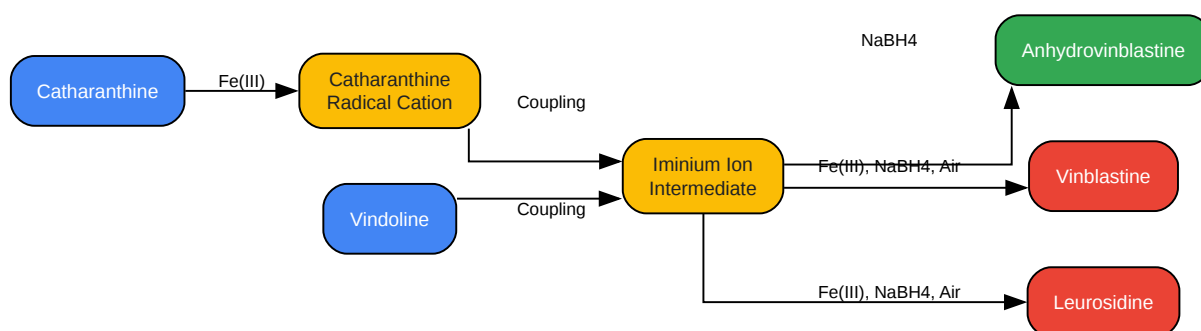 NaBH4
Anhydrovinblastine
Catharanthine
Fe(III)
Catharanthine
Radical Cation
Coupling
Iminium Ion
Intermediate
Fe(III), NaBH4, Air
Vinblastine
Vindoline
Coupling
Fe(III), NaBH4, Air
Leurosidine